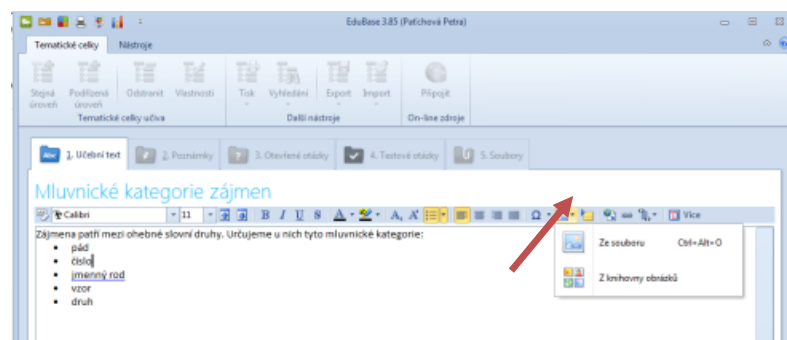 EduBase 3.85 (Patíchová Petra)
Tematické celky Nástroje
Stejná úroveň Podřízená úroveň Odstranit Vlastnosti Tisk Vyhledání Export Import Připojit
Tematické celky učiva Další nástroje On-line zdroje
1. Učební text 2. Poznámky 3. Otevřené otázky 4. Testové otázky 5. Soubory
Mluvnické kategorie zájmen
Calibri 11 B I U S A A, A' Ω Více
Zájmena patří mezi ohebné slovní druhy. Určujeme u nich tyto mluvnické kategorie:
• pád
• číslo
• jmenný rod
• vzor
• druh
Ze souboru Ctrl+Alt+O
Z knihovny obrázků